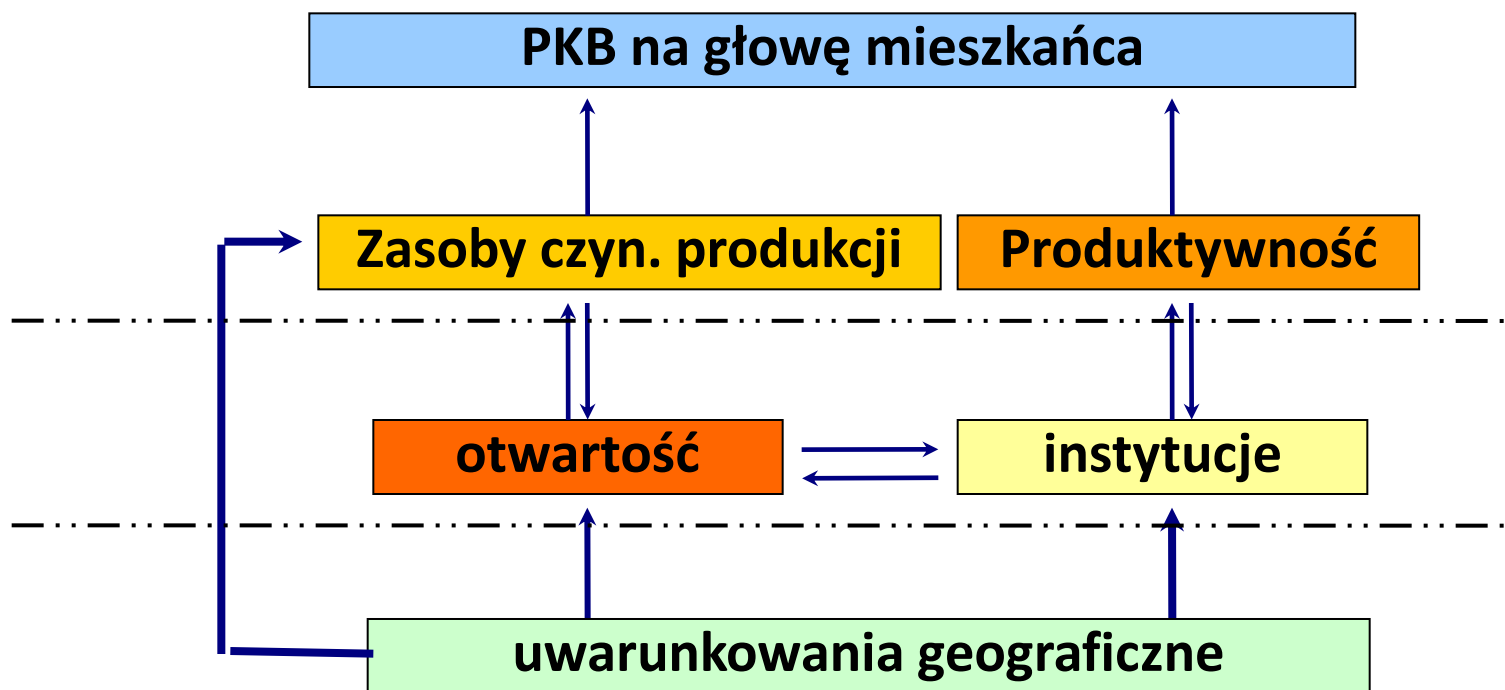 PKB na głowę mieszkańca
Zasoby czyn. produkcji
Produktywność
otwartość
instytucje
uwarunkowania geograficzne